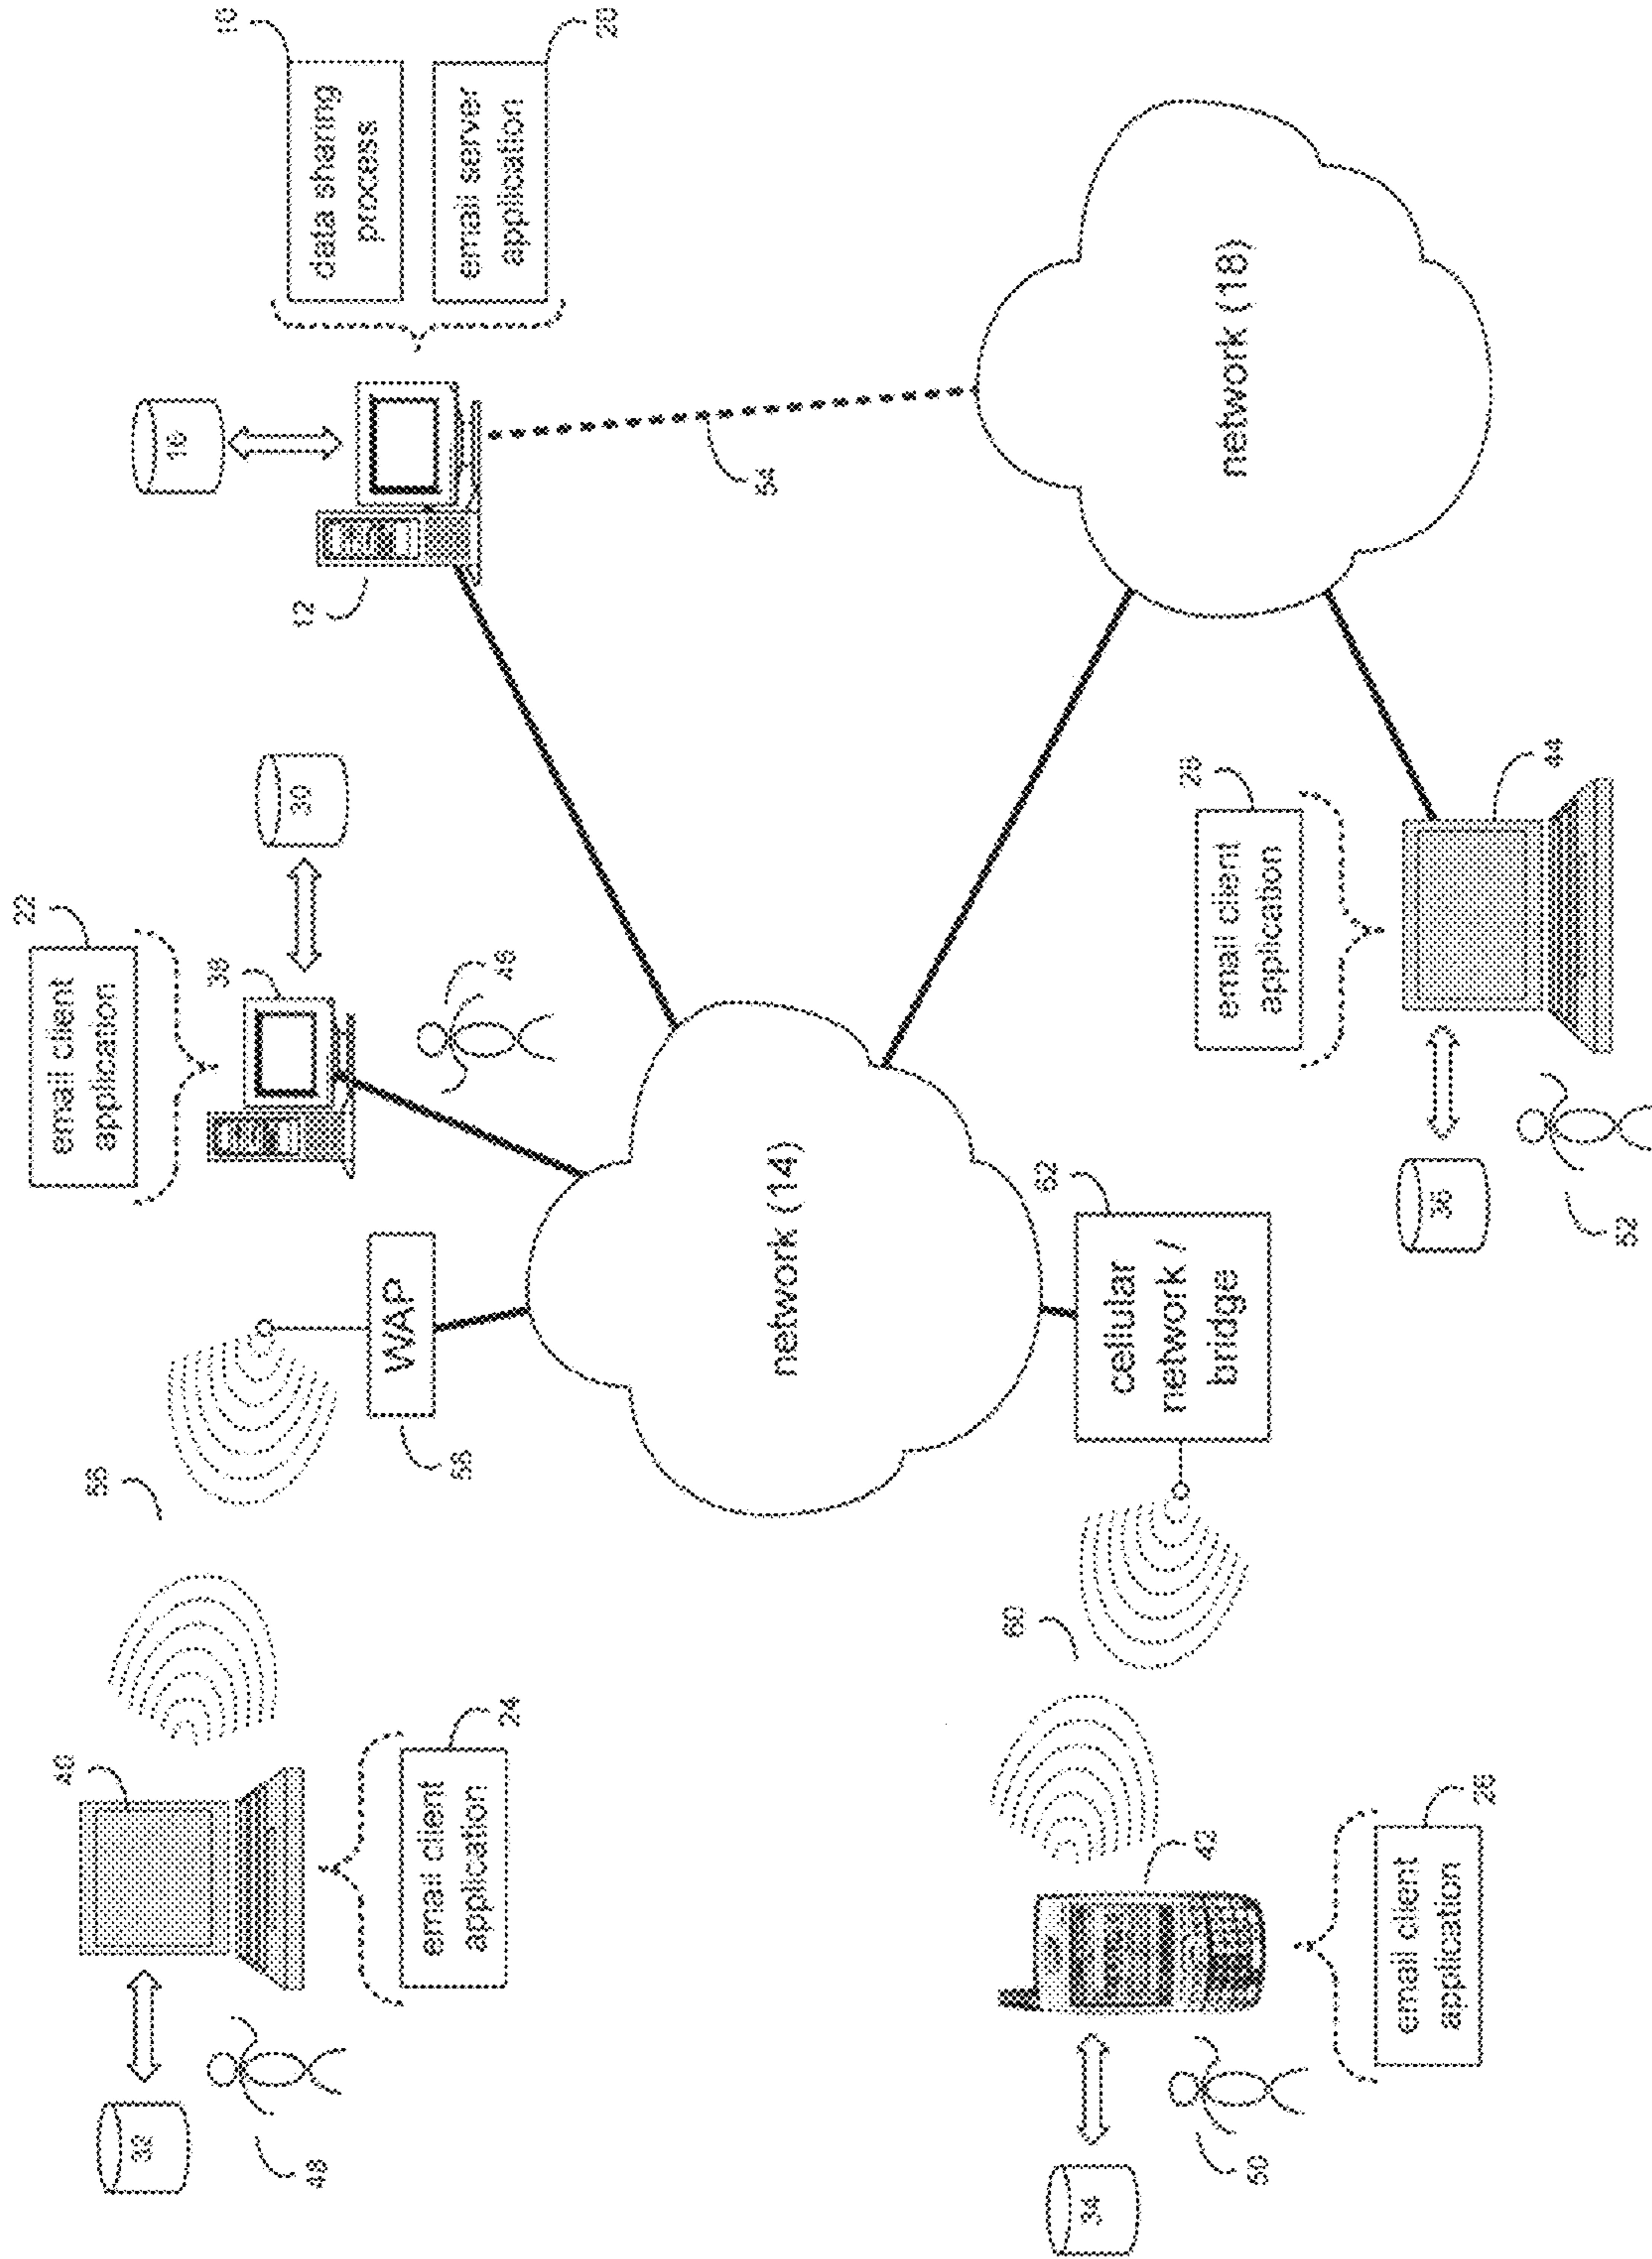 40
32
48
email client
application
24
58
WAP
56
22
email client
application
38
30
46
16
12
10
data sharing
process
email server
application
20
54
network (14)
network (18)
34
50
42
60
email client
application
26
62
cellular
network /
bridge
28
email client
application
36
52
44